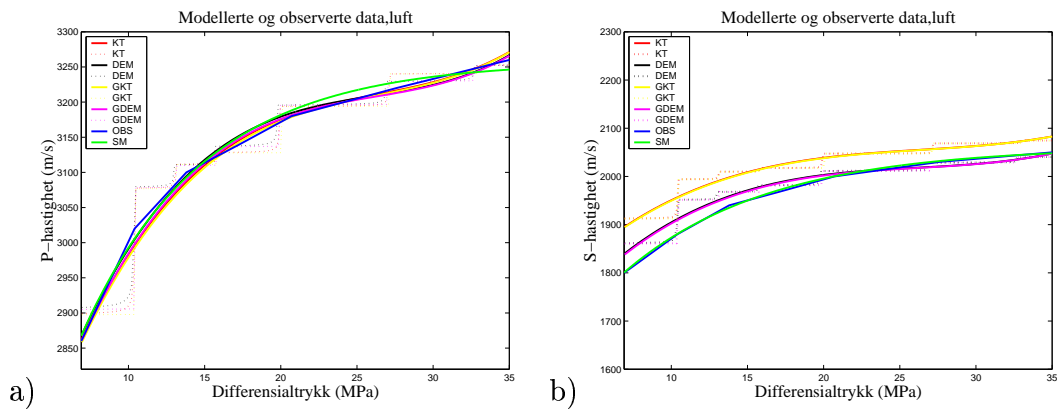 Modellerte og observerte data,luft
P−hastighet (m/s)
3300
3250
3200
3150
3100
3050
3000
2950
2900
2850
KT
KT
DEM
DEM
GKT
GKT
GDEM
GDEM
OBS
SM
10
15
20
25
30
35
Differensialtrykk (MPa)
a)
Modellerte og observerte data,luft
S−hastighet (m/s)
2300
2200
2100
2000
1900
1800
1700
1600
KT
KT
DEM
DEM
GKT
GKT
GDEM
GDEM
OBS
SM
10
15
20
25
30
35
Differensialtrykk (MPa)
b)